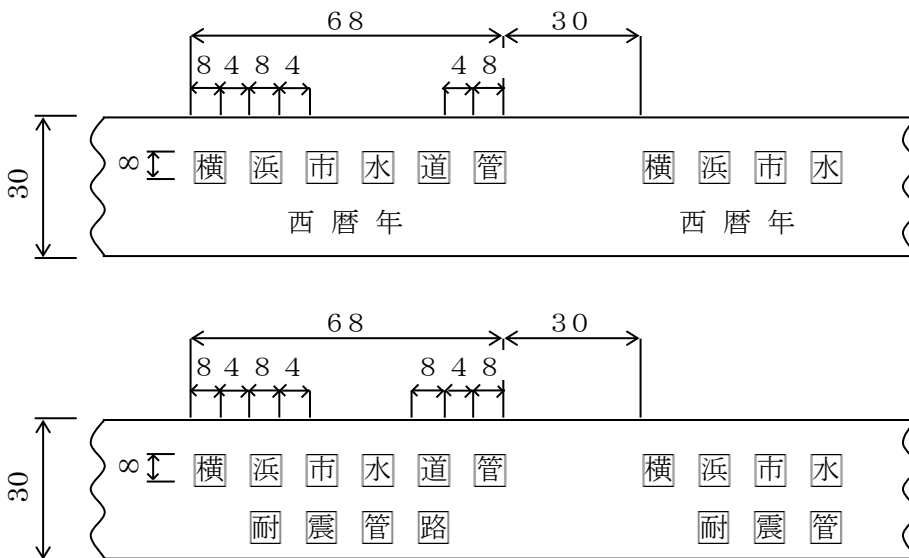 ６８ ３０
８ ４ ８ ４ ４ ８
３０ ８ 横浜市水道管 横浜市水
西暦年 西暦年
６８ ３０
８ ４ ８ ４ ８ ４ ８
３０ ８ 横浜市水道管 横浜市水
耐震管路 耐震管